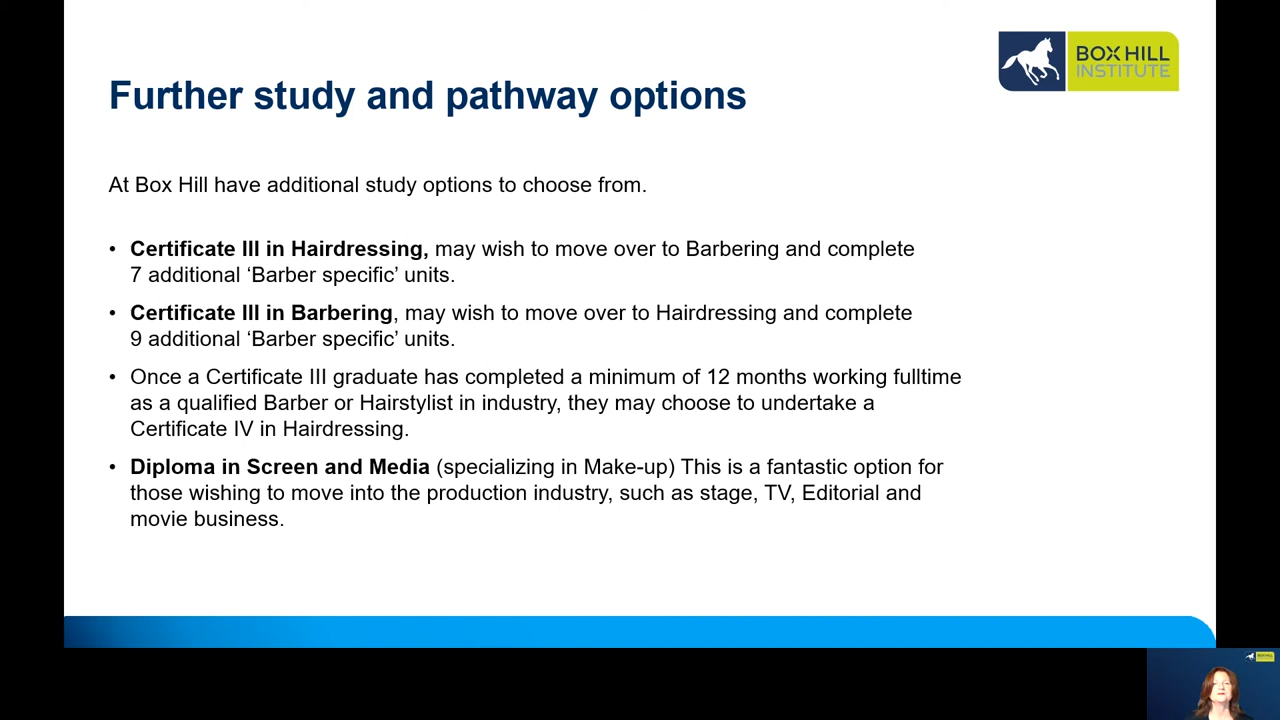 BOX HILL
INSTITUTE
Further study and pathway options
At Box Hill have additional study options to choose from.
• Certificate III in Hairdressing, may wish to move over to Barbering and complete
7 additional ‘Barber specific’ units.
• Certificate III in Barbering, may wish to move over to Hairdressing and complete
9 additional ‘Barber specific’ units.
• Once a Certificate III graduate has completed a minimum of 12 months working fulltime
as a qualified Barber or Hairstylist in industry, they may choose to undertake a
Certificate IV in Hairdressing.
• Diploma in Screen and Media (specializing in Make-up) This is a fantastic option for
those wishing to move into the production industry, such as stage, TV, Editorial and
movie business.
BOX HILL